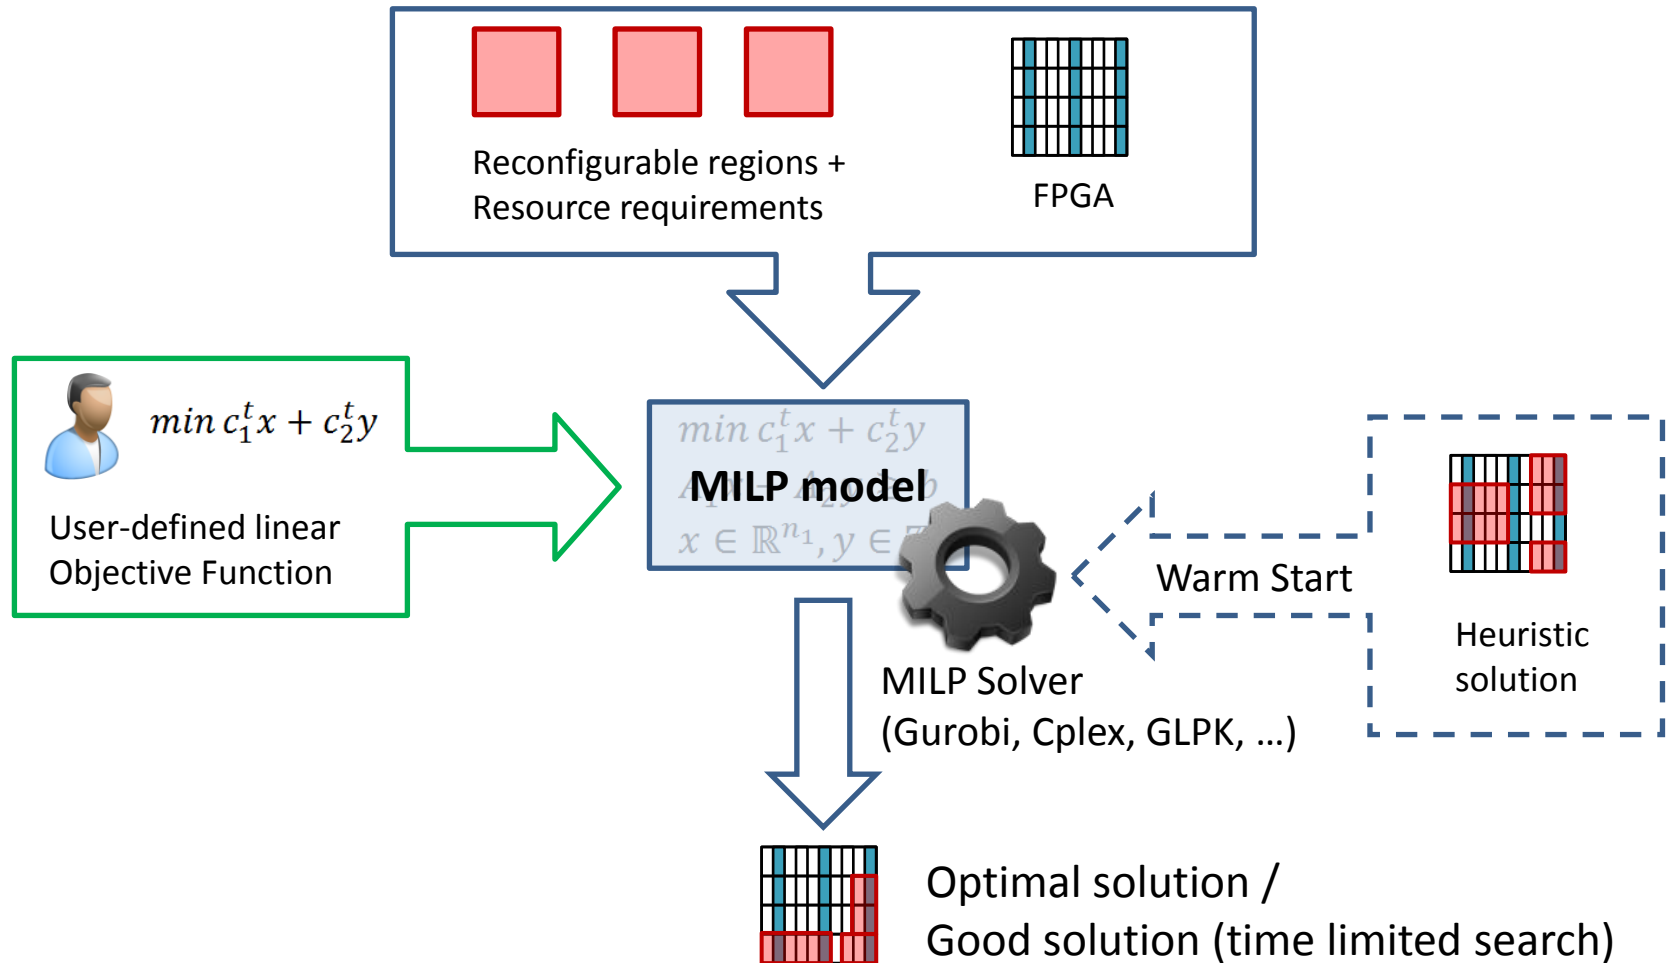 Reconfigurable regions +
Resource requirements
FPGA
min c₁ᵗx + c₂ᵗy
User-defined linear
Objective Function
min c₁ᵗx + c₂ᵗy
MILP model
x ∈ ℝⁿ¹, y ∈
Warm Start
Heuristic
solution
MILP Solver
(Gurobi, Cplex, GLPK, ...)
Optimal solution /
Good solution (time limited search)